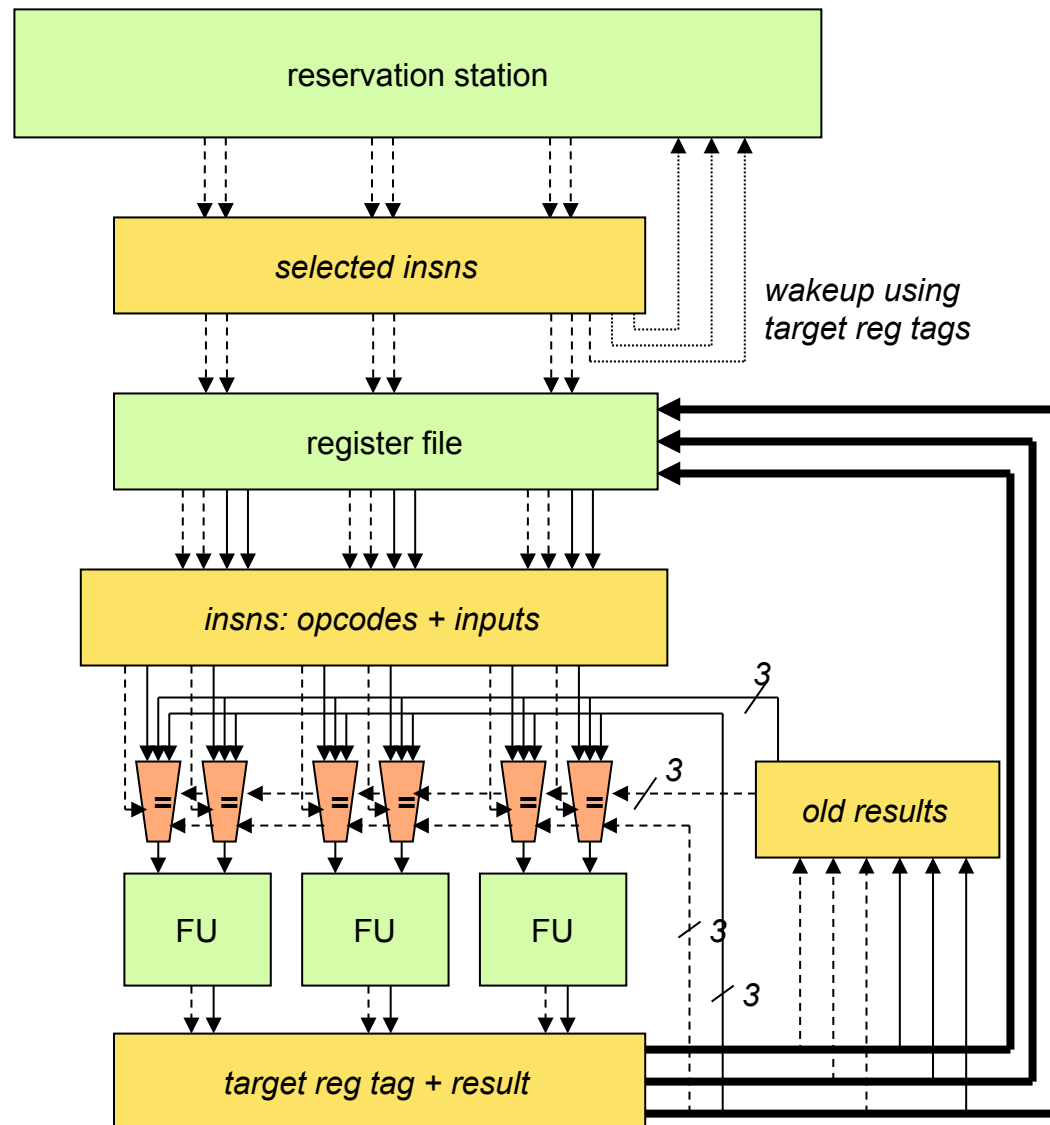 reservation station
selected insns
wakeup using
target reg tags
register file
insns: opcodes + inputs
3
= = = = = =
3
old results
FU FU FU
3
3
target reg tag + result